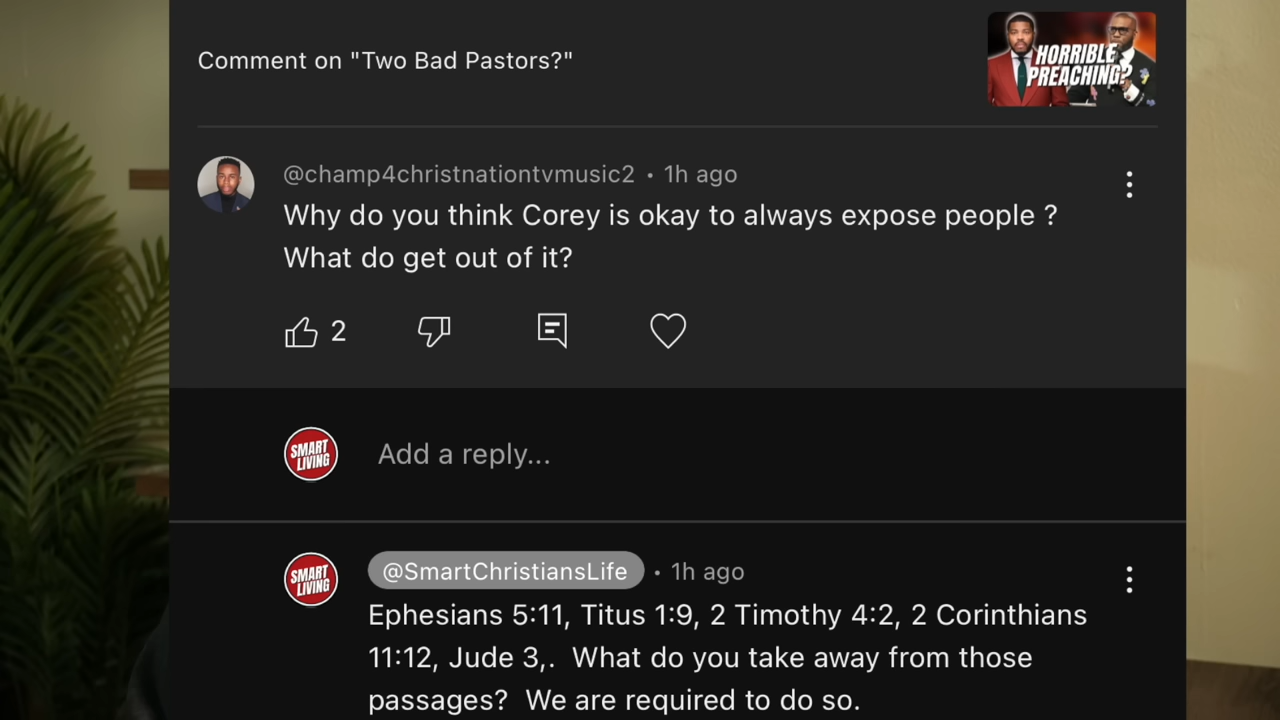 Comment on "Two Bad Pastors?"
HORRIBLE
PREACHING?
@champ4christnationtvmusic2 • 1h ago
Why do you think Corey is okay to always expose people ?
What do get out of it?
2
SMART
LIVING
Add a reply...
SMART
LIVING
@SmartChristiansLife • 1h ago
Ephesians 5:11, Titus 1:9, 2 Timothy 4:2, 2 Corinthians
11:12, Jude 3,.  What do you take away from those
passages?  We are required to do so.